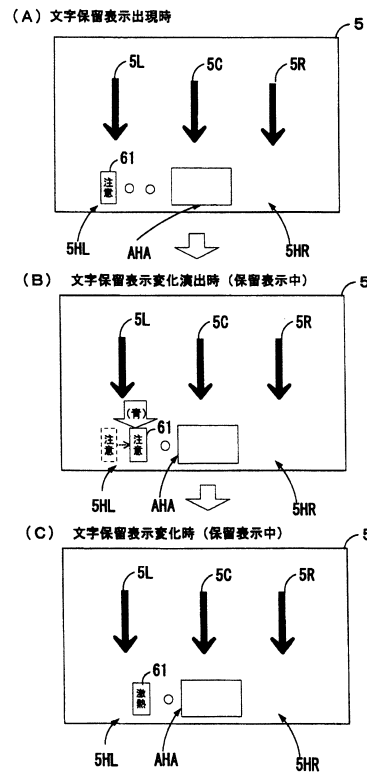 (A) 文字保留表示出現時
5
5L
5C
5R
61
注意
5HL
AHA
5HR
(B) 文字保留表示変化演出時(保留表示中)
5
5L
5C
5R
(青)
61
注意
注意
5HL
AHA
5HR
(C) 文字保留表示変化時(保留表示中)
5
5L
5C
5R
61
激熱
5HL
AHA
5HR